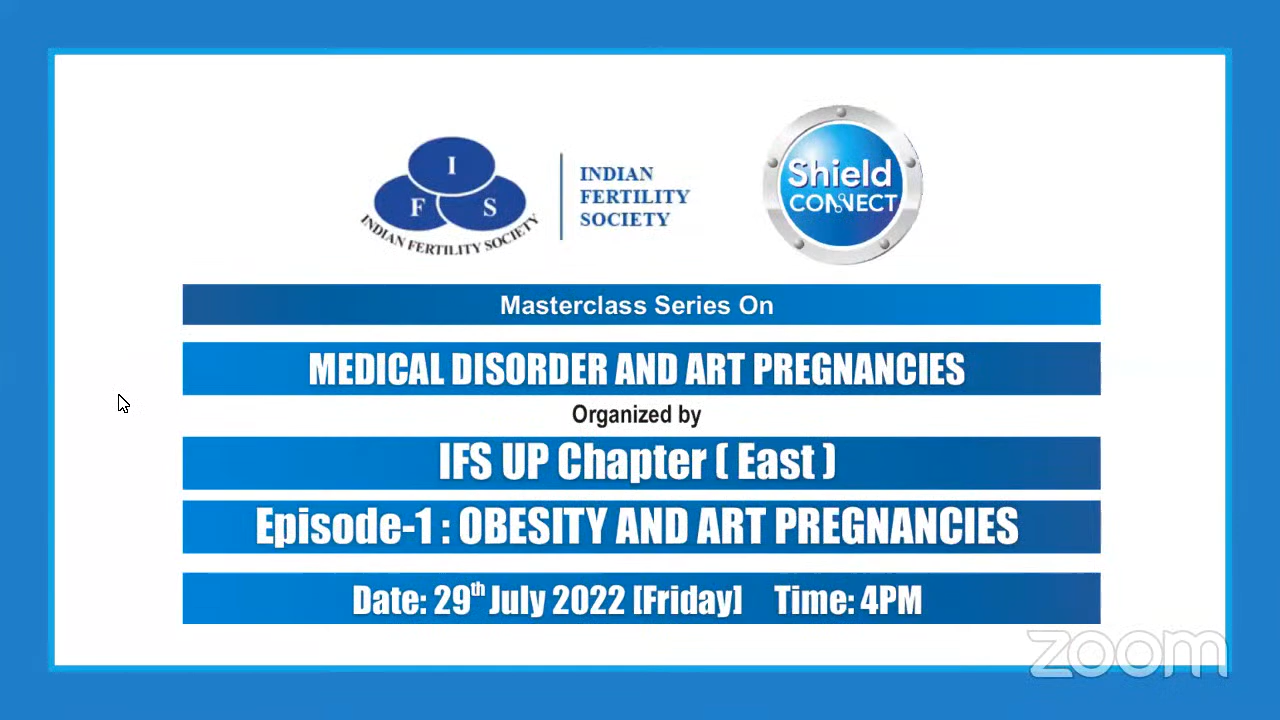 I
F S
INDIAN FERTILITY SOCIETY
INDIAN
FERTILITY
SOCIETY
Shield
CONNECT
Masterclass Series On
MEDICAL DISORDER AND ART PREGNANCIES
Organized by
IFS UP Chapter ( East )
Episode-1 : OBESITY AND ART PREGNANCIES
Date: 29th July 2022 [Friday] Time: 4PM
zoom